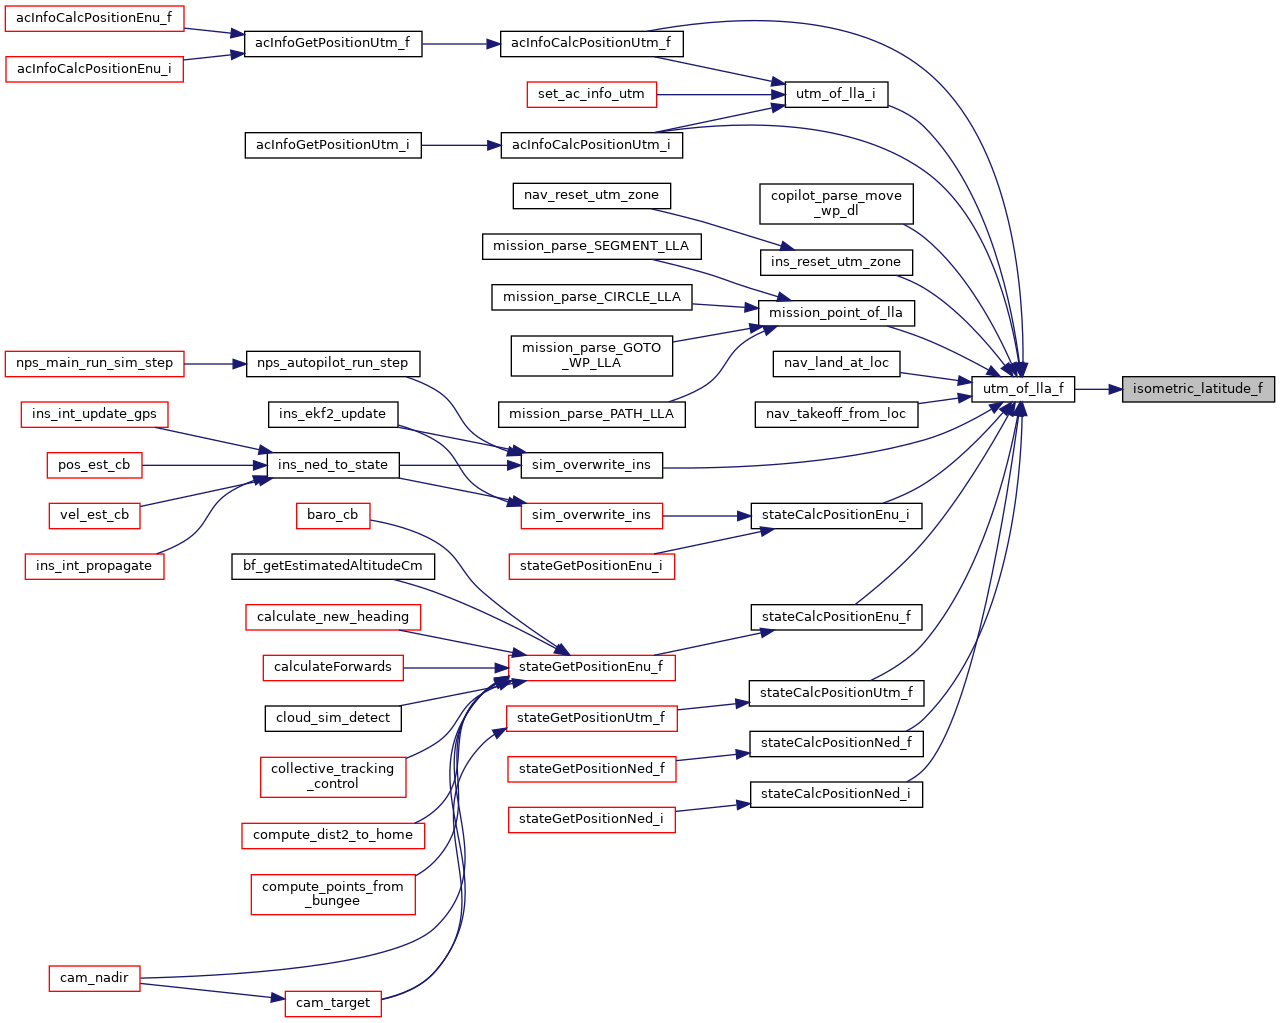 acInfoCalcPositionEnu_f
acInfoGetPositionUtm_f
acInfoCalcPositionUtm_f
acInfoCalcPositionEnu_i
set_ac_info_utm
utm_of_lla_i
acInfoGetPositionUtm_i
acInfoCalcPositionUtm_i
nav_reset_utm_zone
copilot_parse_move
_wp_dl
mission_parse_SEGMENT_LLA
ins_reset_utm_zone
mission_parse_CIRCLE_LLA
mission_point_of_lla
mission_parse_GOTO
_WP_LLA
nps_main_run_sim_step
nps_autopilot_run_step
nav_land_at_loc
utm_of_lla_f
isometric_latitude_f
ins_int_update_gps
ins_ekf2_update
mission_parse_PATH_LLA
nav_takeoff_from_loc
pos_est_cb
ins_ned_to_state
sim_overwrite_ins
vel_est_cb
baro_cb
sim_overwrite_ins
stateCalcPositionEnu_i
ins_int_propagate
bf_getEstimatedAltitudeCm
stateGetPositionEnu_i
calculate_new_heading
stateCalcPositionEnu_f
calculateForwards
stateGetPositionEnu_f
stateCalcPositionUtm_f
cloud_sim_detect
stateGetPositionUtm_f
stateCalcPositionNed_f
collective_tracking
_control
stateGetPositionNed_f
stateCalcPositionNed_i
stateGetPositionNed_i
compute_dist2_to_home
compute_points_from
_bungee
cam_nadir
cam_target